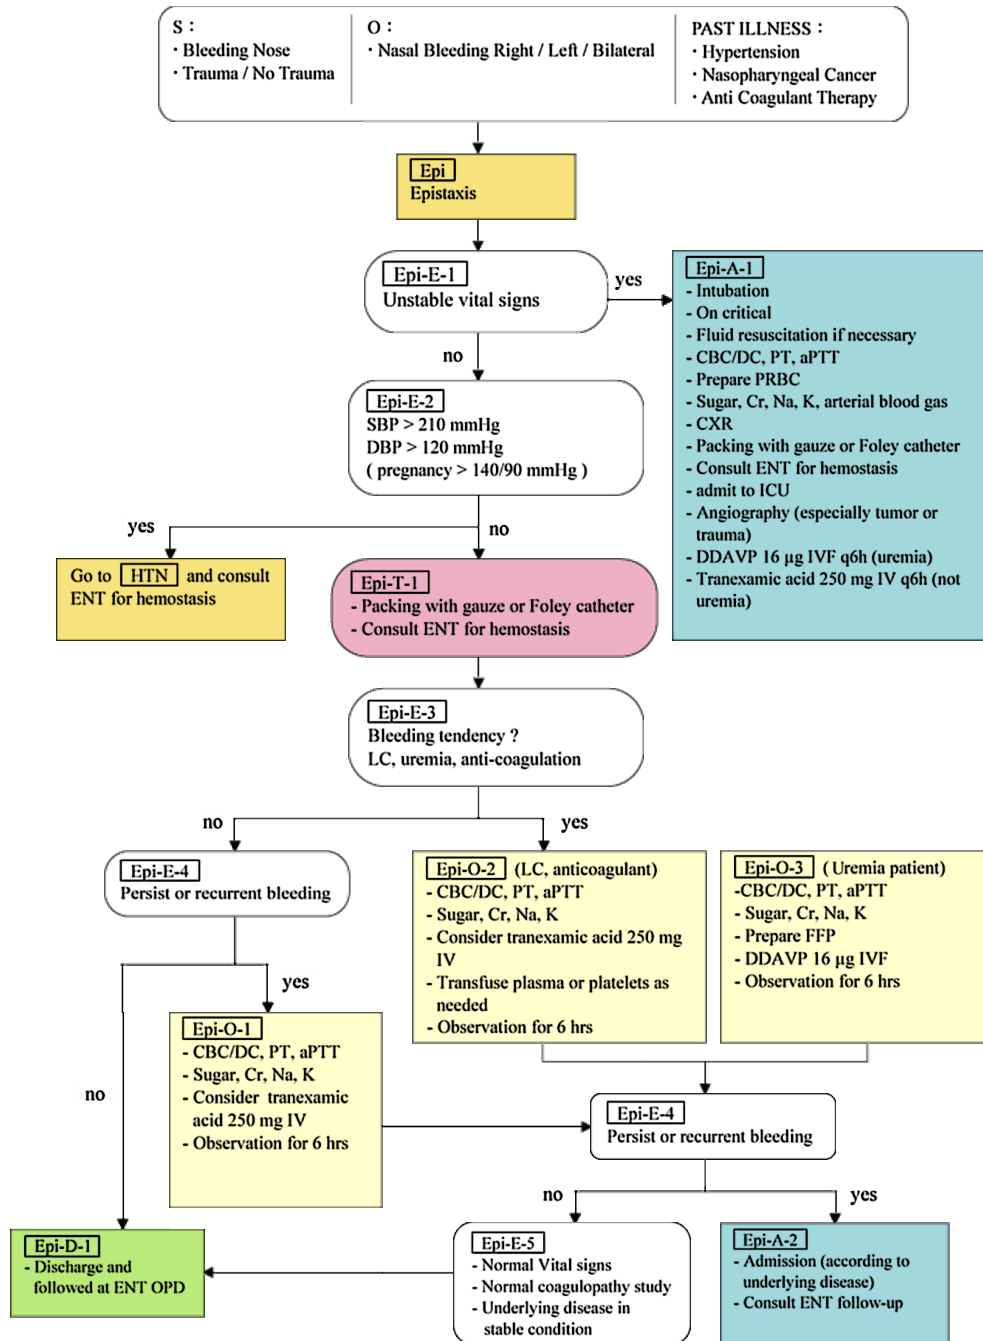 S：
· Bleeding Nose
· Trauma / No Trauma
O：
· Nasal Bleeding Right / Left / Bilateral
PAST ILLNESS：
· Hypertension
· Nasopharyngeal Cancer
· Anti Coagulant Therapy
Epi
Epistaxis
Epi-E-1
Unstable vital signs
yes
no
Epi-A-1
- Intubation
- On critical
- Fluid resuscitation if necessary
- CBC/DC, PT, aPTT
- Prepare PRBC
- Sugar, Cr, Na, K, arterial blood gas
- CXR
- Packing with gauze or Foley catheter
- Consult ENT for hemostasis
- admit to ICU
- Angiography (especially tumor or
trauma)
- DDAVP 16 μg IVF q6h (uremia)
- Tranexamic acid 250 mg IV q6h (not
uremia)
Epi-E-2
SBP > 210 mmHg
DBP > 120 mmHg
( pregnancy > 140/90 mmHg )
yes
no
Go to HTN and consult
ENT for hemostasis
Epi-T-1
- Packing with gauze or Foley catheter
- Consult ENT for hemostasis
Epi-E-3
Bleeding tendency ?
LC, uremia, anti-coagulation
no
yes
Epi-E-4
Persist or recurrent bleeding
Epi-O-2 (LC, anticoagulant)
- CBC/DC, PT, aPTT
- Sugar, Cr, Na, K
- Consider tranexamic acid 250 mg
IV
- Transfuse plasma or platelets as
needed
- Observation for 6 hrs
Epi-O-3 ( Uremia patient)
-CBC/DC, PT, aPTT
- Sugar, Cr, Na, K
- Prepare FFP
- DDAVP 16 μg IVF
- Observation for 6 hrs
yes
no
Epi-O-1
- CBC/DC, PT, aPTT
- Sugar, Cr, Na, K
- Consider tranexamic
acid 250 mg IV
- Observation for 6 hrs
Epi-E-4
Persist or recurrent bleeding
no
yes
Epi-D-1
- Discharge and
followed at ENT OPD
Epi-E-5
- Normal Vital signs
- Normal coagulopathy study
- Underlying disease in
stable condition
Epi-A-2
- Admission (according to
underlying disease)
- Consult ENT follow-up